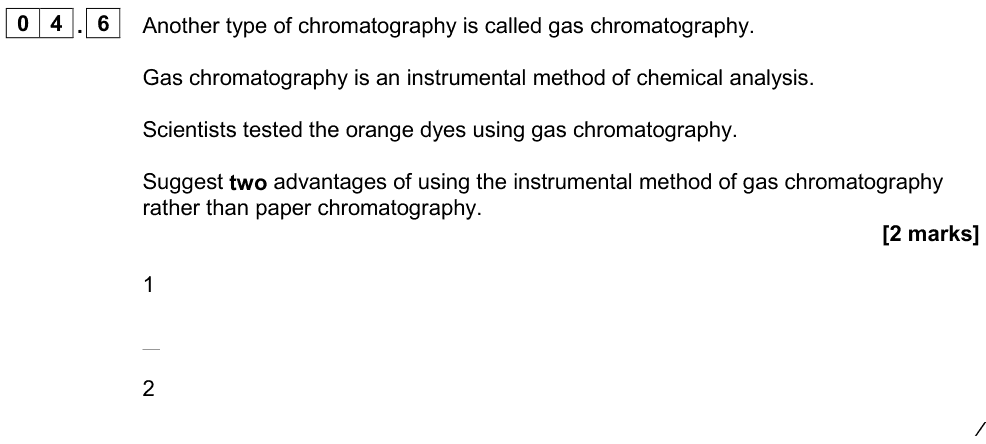 0 4 . 6 Another type of chromatography is called gas chromatography.
Gas chromatography is an instrumental method of chemical analysis.
Scientists tested the orange dyes using gas chromatography.
Suggest two advantages of using the instrumental method of gas chromatography
rather than paper chromatography.
[2 marks]
1
2